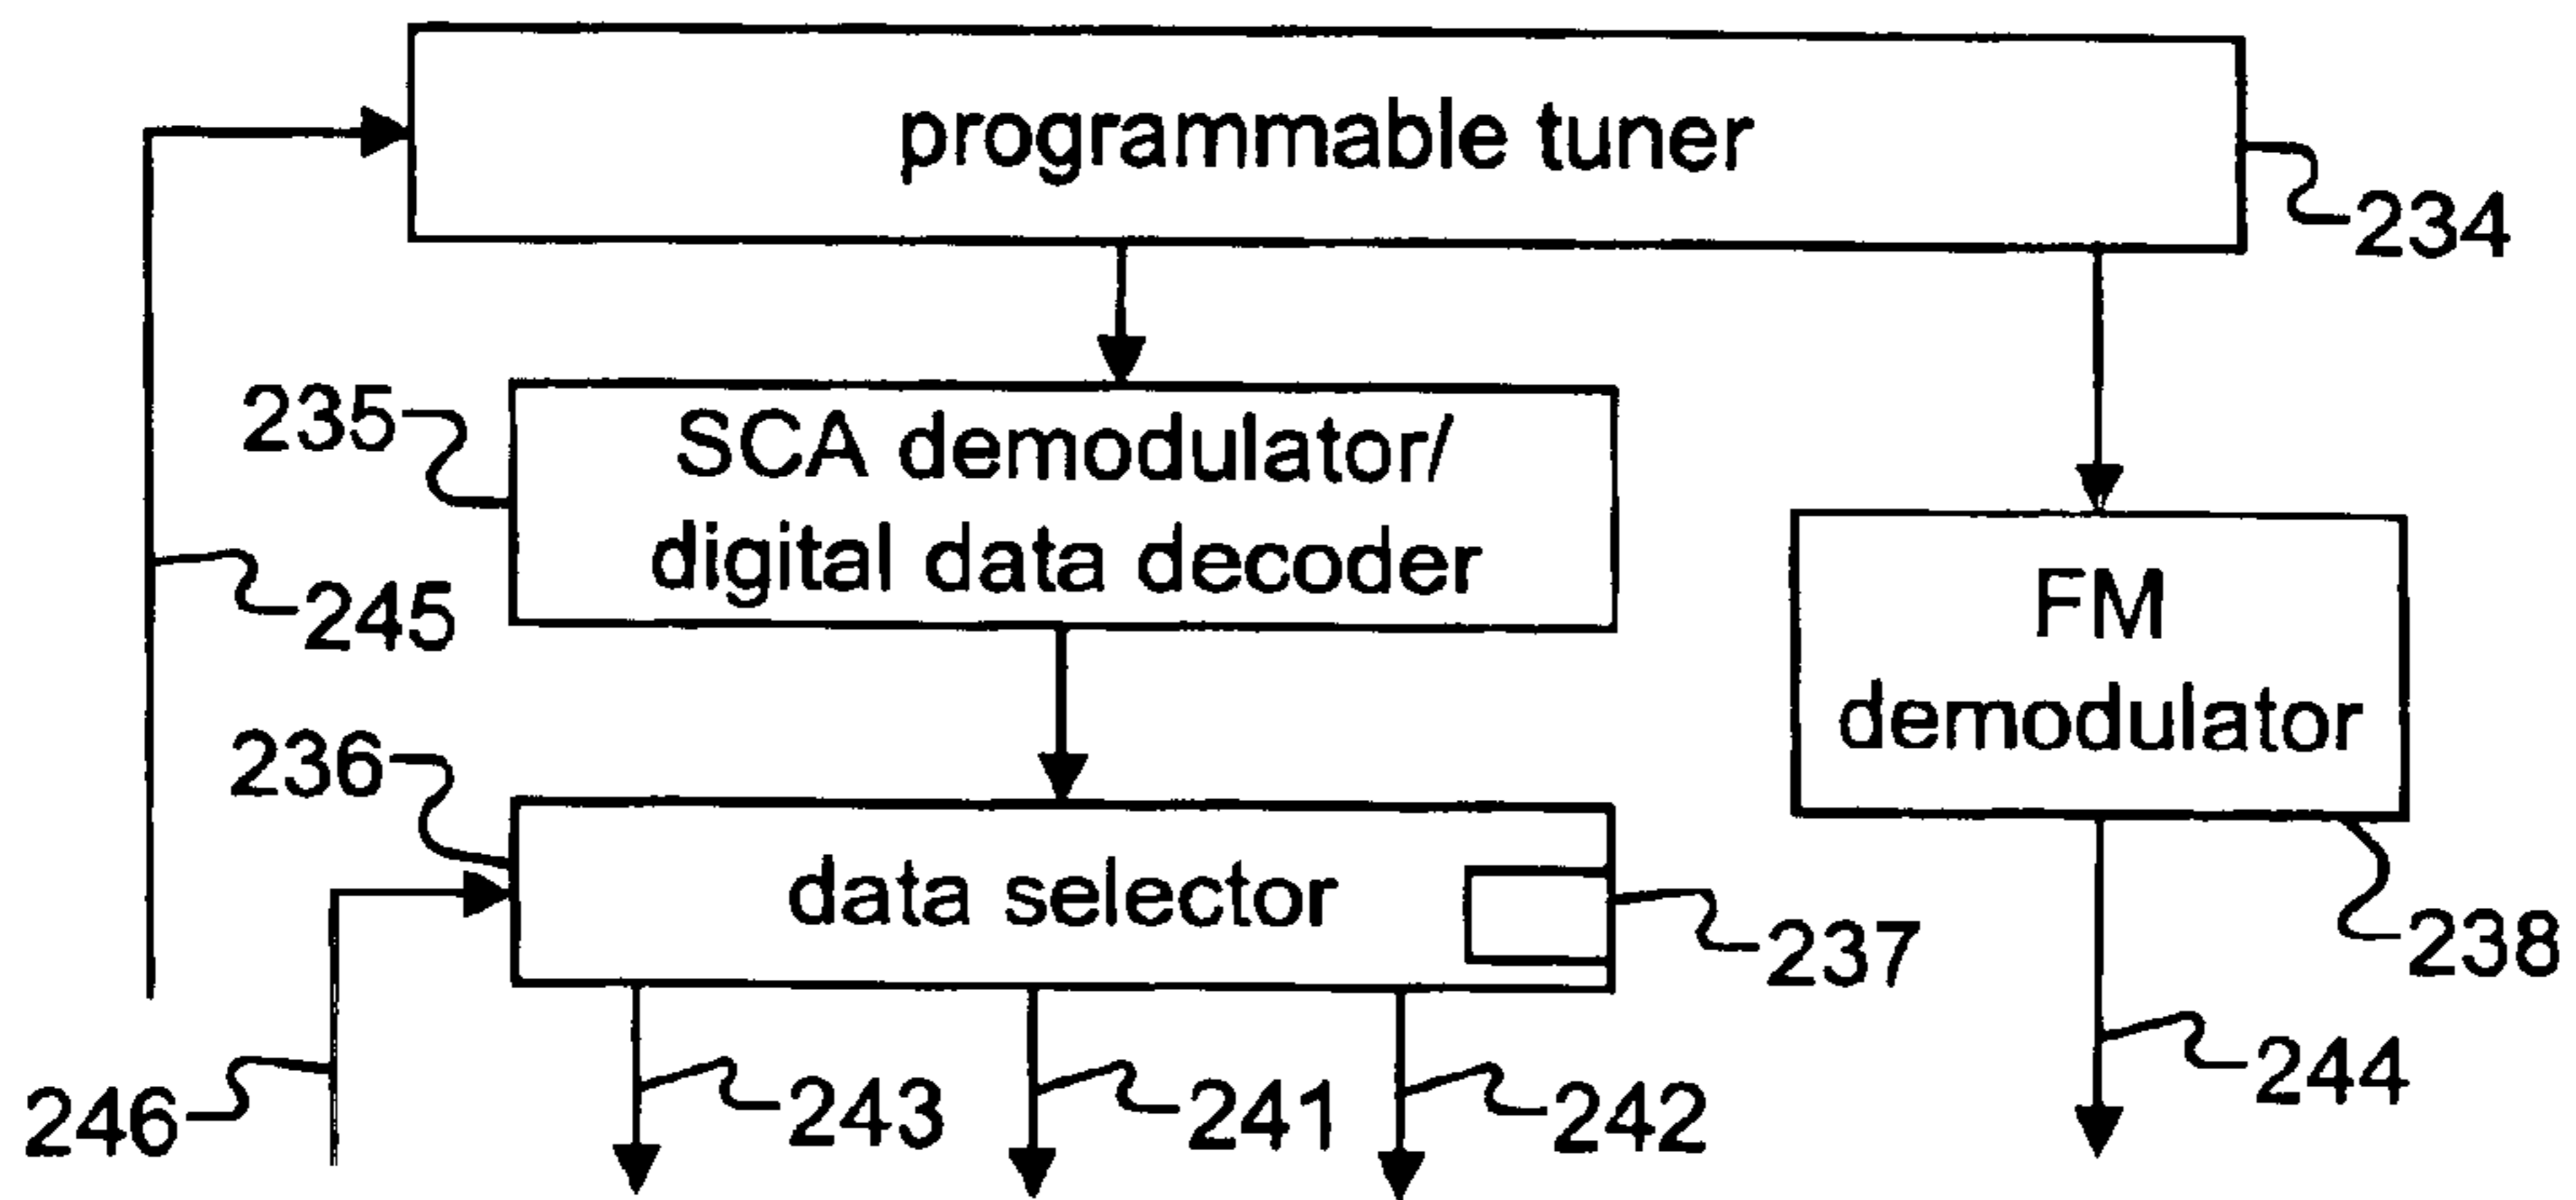 programmable tuner
234
235
SCA demodulator/
digital data decoder
245
FM
demodulator
236
data selector
237
238
246
243
241
242
244